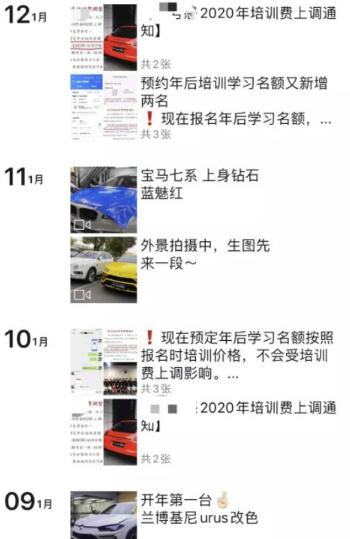 12 1月
2020年培训费上调通
知】
共2张
预约年后培训学习名额又新增
两名
❗现在报名年后学习名额，...
共3张
11 1月
宝马七系 上身钻石
蓝魅红
外景拍摄中，生图先
来一段～
10 1月
❗现在预定年后学习名额按照
报名时培训价格，不会受培训
费上调影响。...
共3张
2020年培训费上调通
知】
共2张
09 1月
开年第一台☝🏻
兰博基尼urus改色